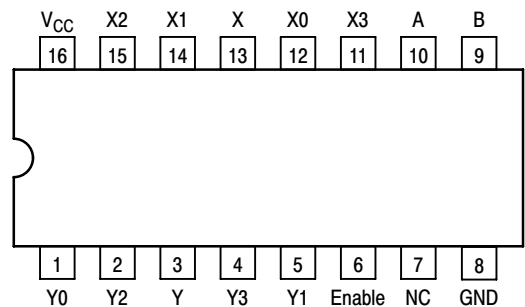 VCC X2 X1 X X0 X3 A B
16 15 14 13 12 11 10 9
1 2 3 4 5 6 7 8
Y0 Y2 Y Y3 Y1 Enable NC GND